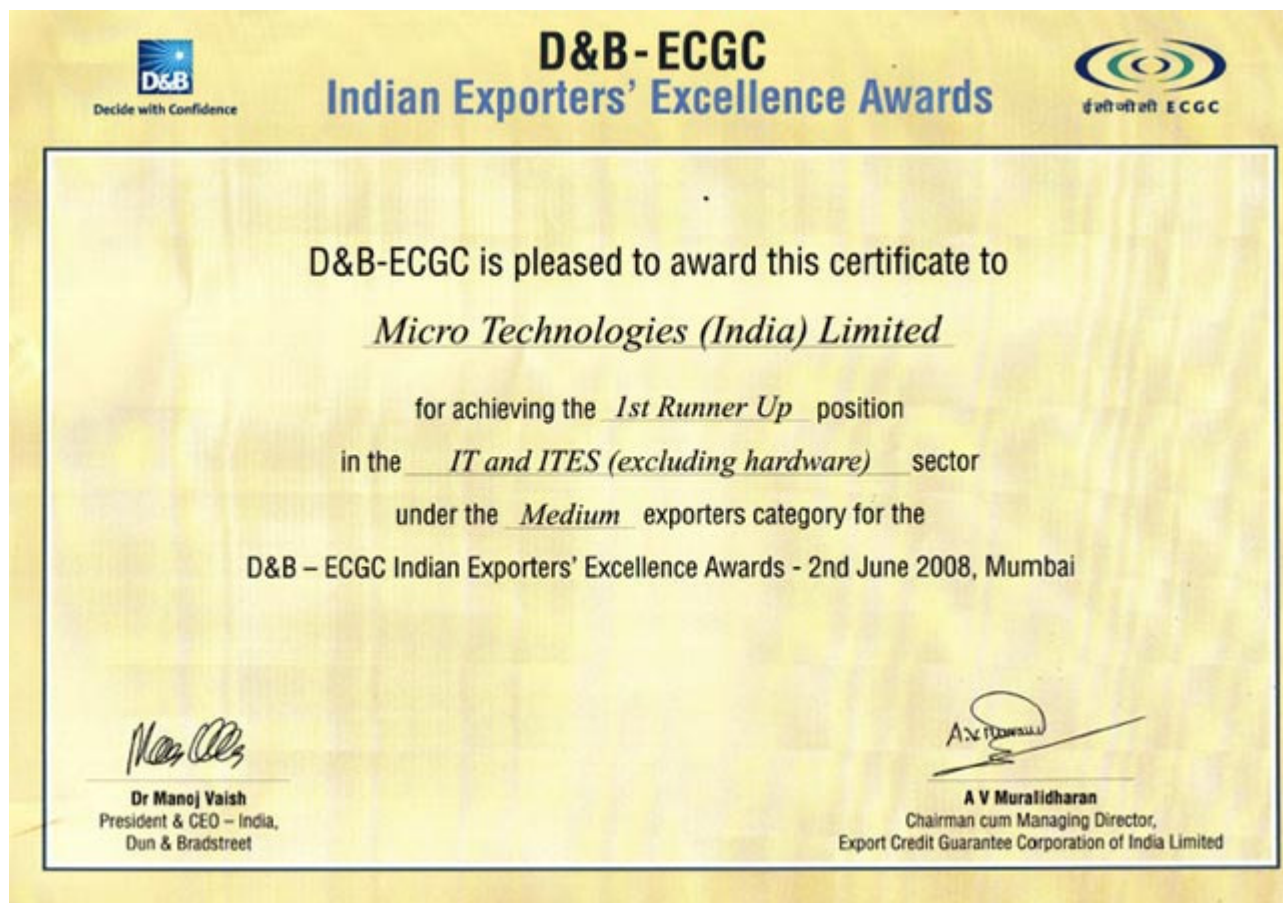 D&B
Decide with Confidence
D&B-ECGC
Indian Exporters' Excellence Awards
ईसीजीसी ECGC
D&B-ECGC is pleased to award this certificate to
Micro Technologies (India) Limited
for achieving the 1st Runner Up position
in the IT and ITES (excluding hardware) sector
under the Medium exporters category for the
D&B – ECGC Indian Exporters' Excellence Awards - 2nd June 2008, Mumbai
Dr Manoj Vaish
President & CEO – India,
Dun & Bradstreet
A V Muralidharan
Chairman cum Managing Director,
Export Credit Guarantee Corporation of India Limited